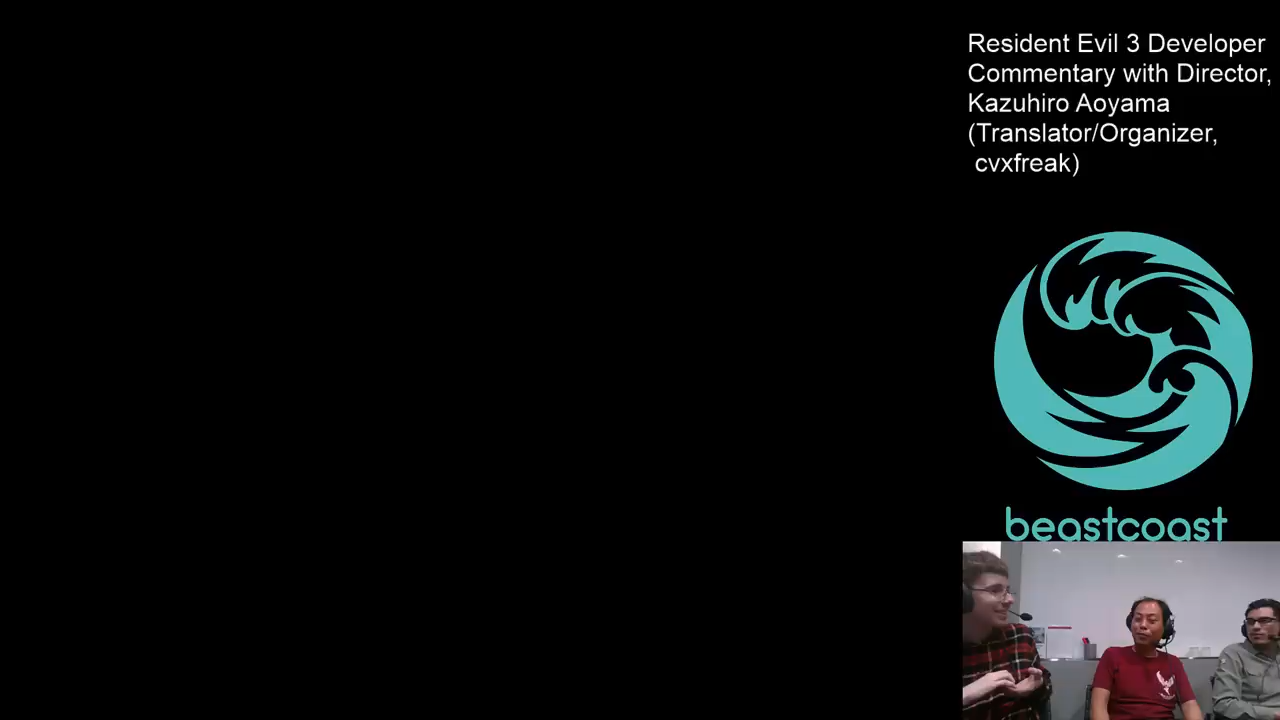 Resident Evil 3 Developer
Commentary with Director,
Kazuhiro Aoyama
(Translator/Organizer,
cvxfreak)
beastcoast